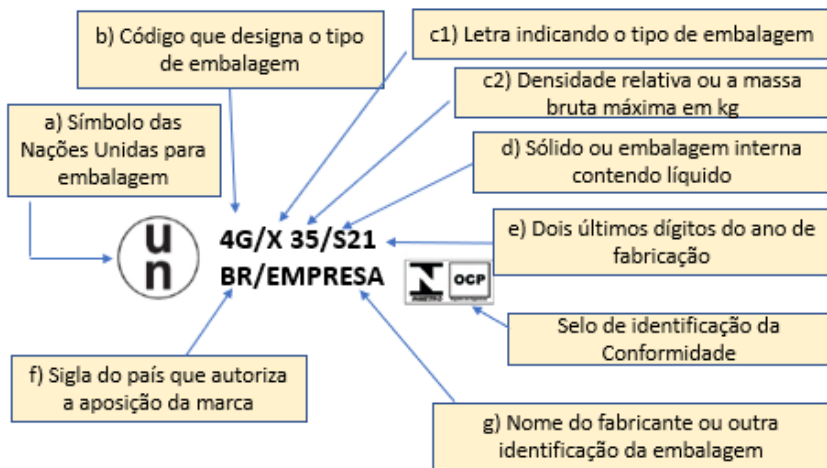 b) Código que designa o tipo
de embalagem
c1) Letra indicando o tipo de embalagem
c2) Densidade relativa ou a massa
bruta máxima em kg
a) Símbolo das
Nações Unidas para
embalagem
d) Sólido ou embalagem interna
contendo líquido
un
4G/X 35/S21
BR/EMPRESA
e) Dois últimos dígitos do ano de
fabricação
INMETRO
OCP
Selo de identificação da
Conformidade
f) Sigla do país que autoriza
a aposição da marca
g) Nome do fabricante ou outra
identificação da embalagem